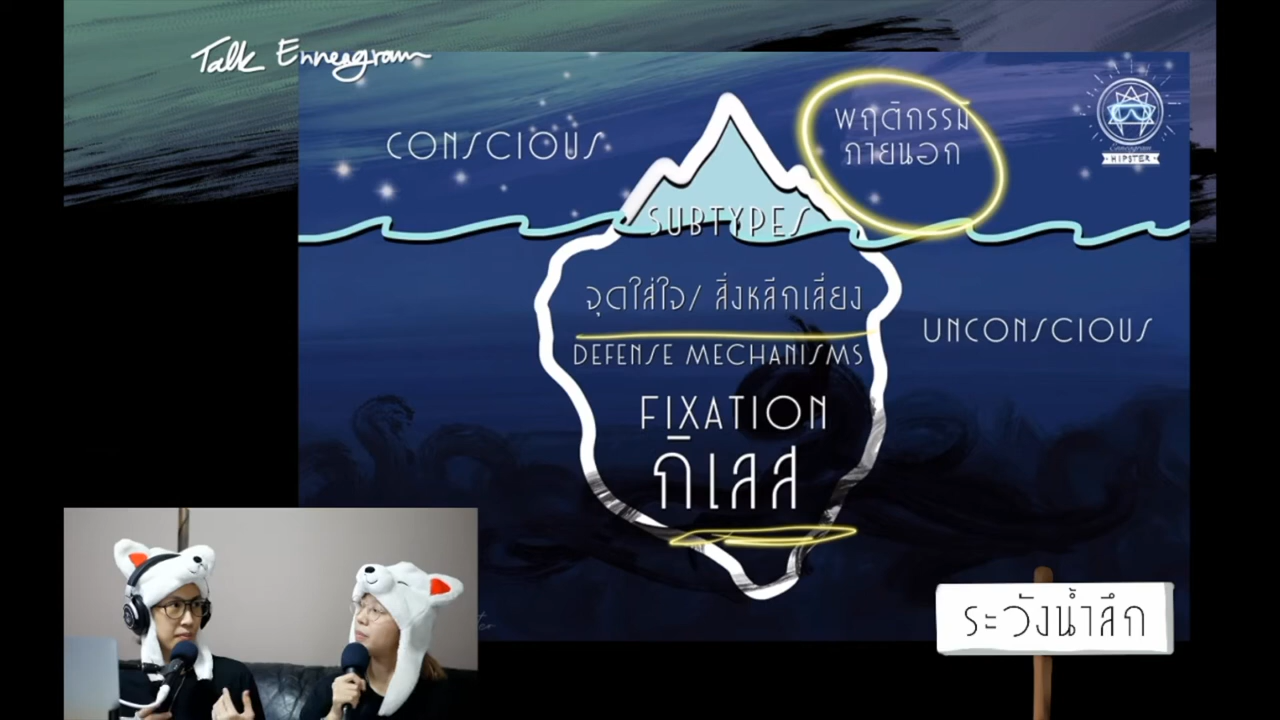 Talk Enneagram
CONSCIOUS
พฤติกรรม
ภายนอก
Enneagram
HIPSTER
SUBTYPES
จุดใส่ใจ/ สิ่งหลีกเลี่ยง
UNCONSCIOUS
DEFENSE MECHANISMS
FIXATION
กิเลส
ระวังน้ำลึก